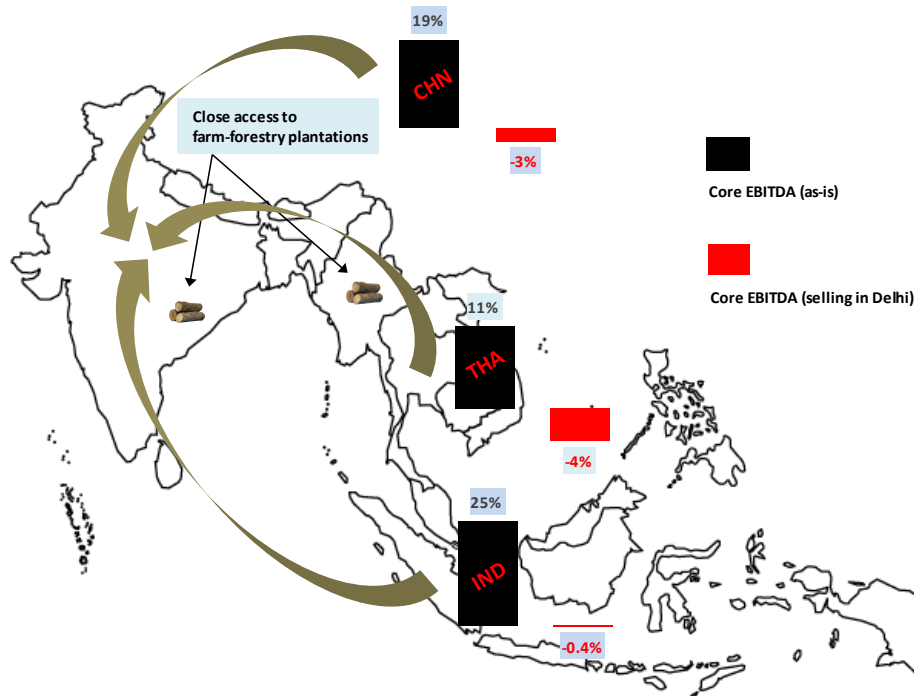 19%
CHN
Close access to
farm-forestry plantations
-3%
Core EBITDA (as-is)
Core EBITDA (selling in Delhi)
11%
THA
-4%
25%
IND
-0.4%